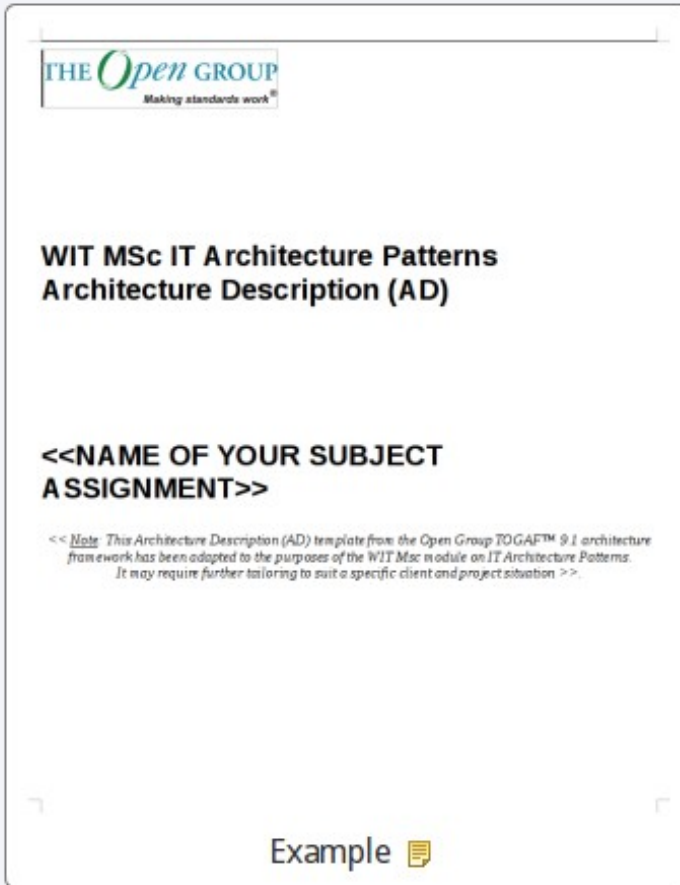 THE Open GROUP
Making standards work®
WIT MSc IT Architecture Patterns
Architecture Description (AD)
<<NAME OF YOUR SUBJECT
ASSIGNMENT>>
<< Note: This Architecture Description (AD) template from the Open Group TOGAF™ 9.1 architecture
framework has been adapted to the purposes of the WIT Msc module on IT Architecture Patterns.
It may require further tailoring to suit a specific client and project situation >>.
Example